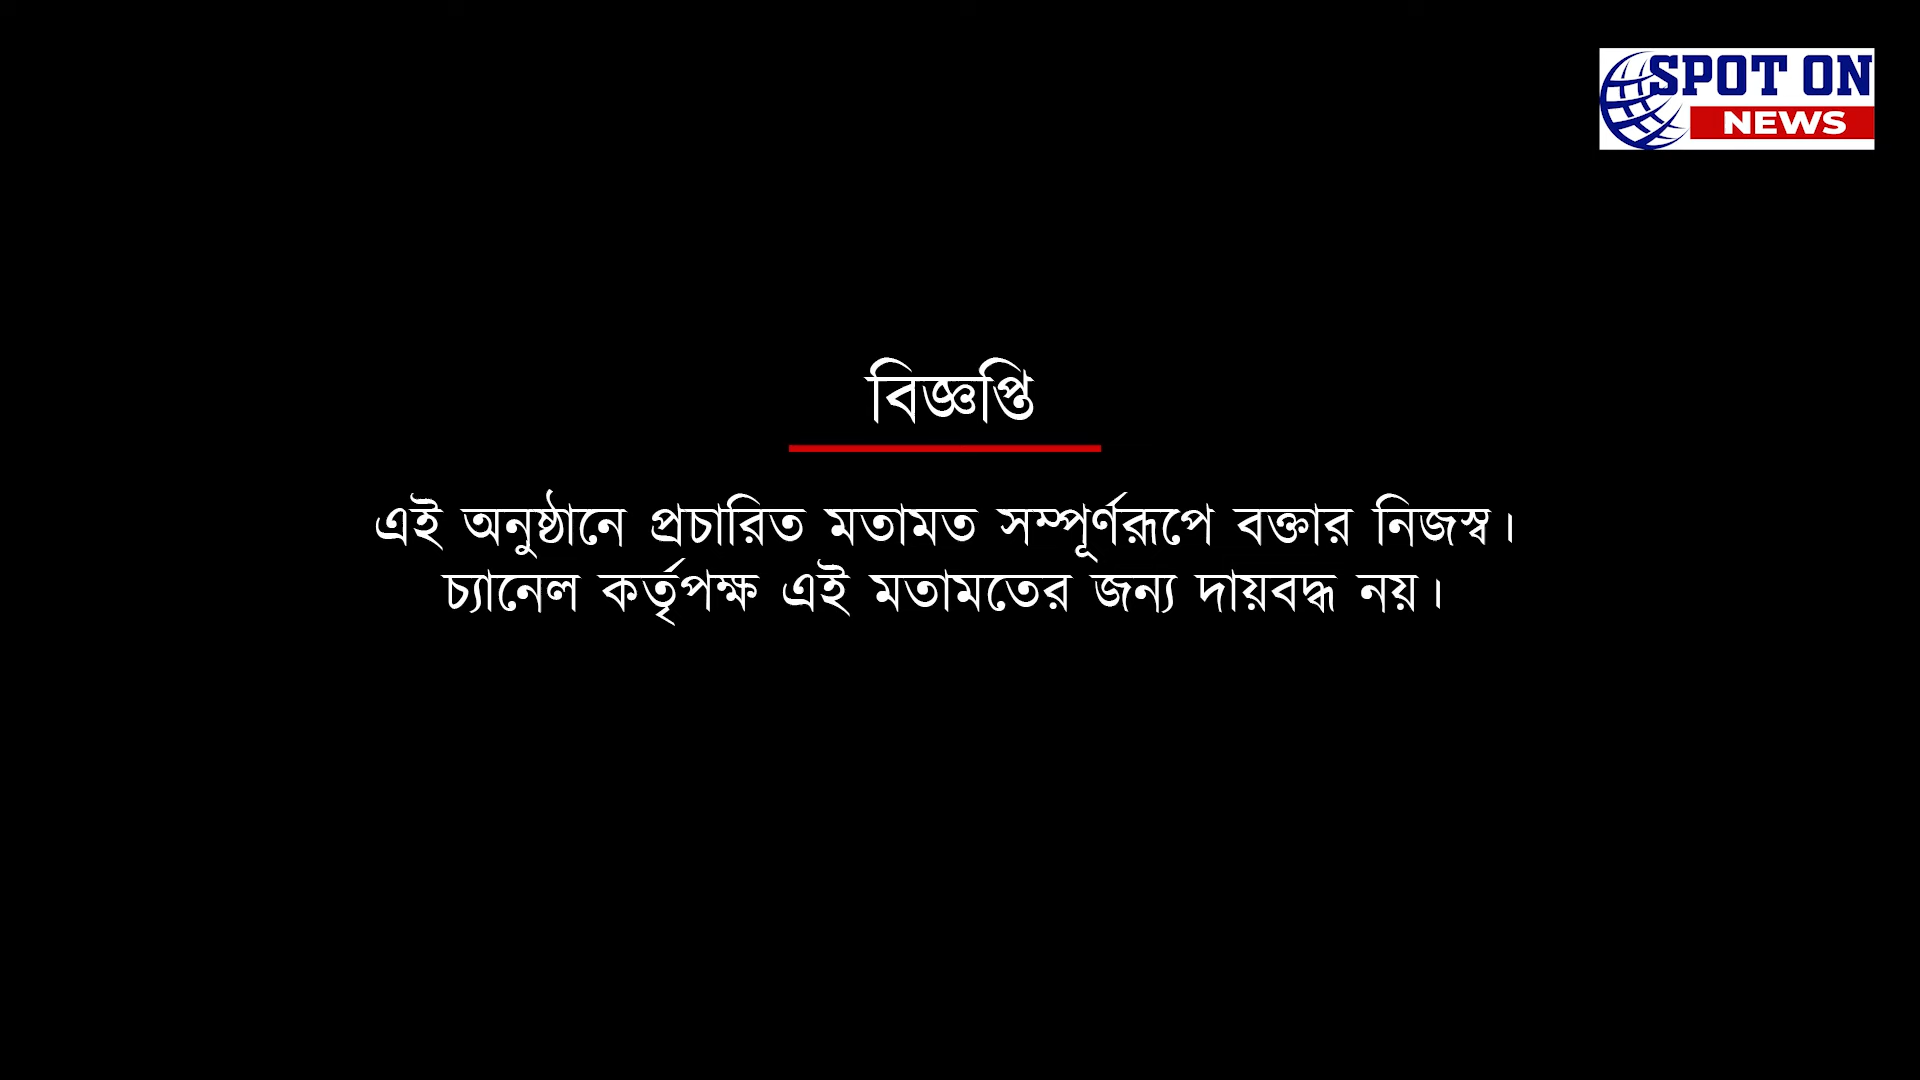 SPOT ON
NEWS
বিজ্ঞপ্তি
এই অনুষ্ঠানে প্রচারিত মতামত সম্পূর্ণরূপে বক্তার নিজস্ব।
চ্যানেল কর্তৃপক্ষ এই মতামতের জন্য দায়বদ্ধ নয়।